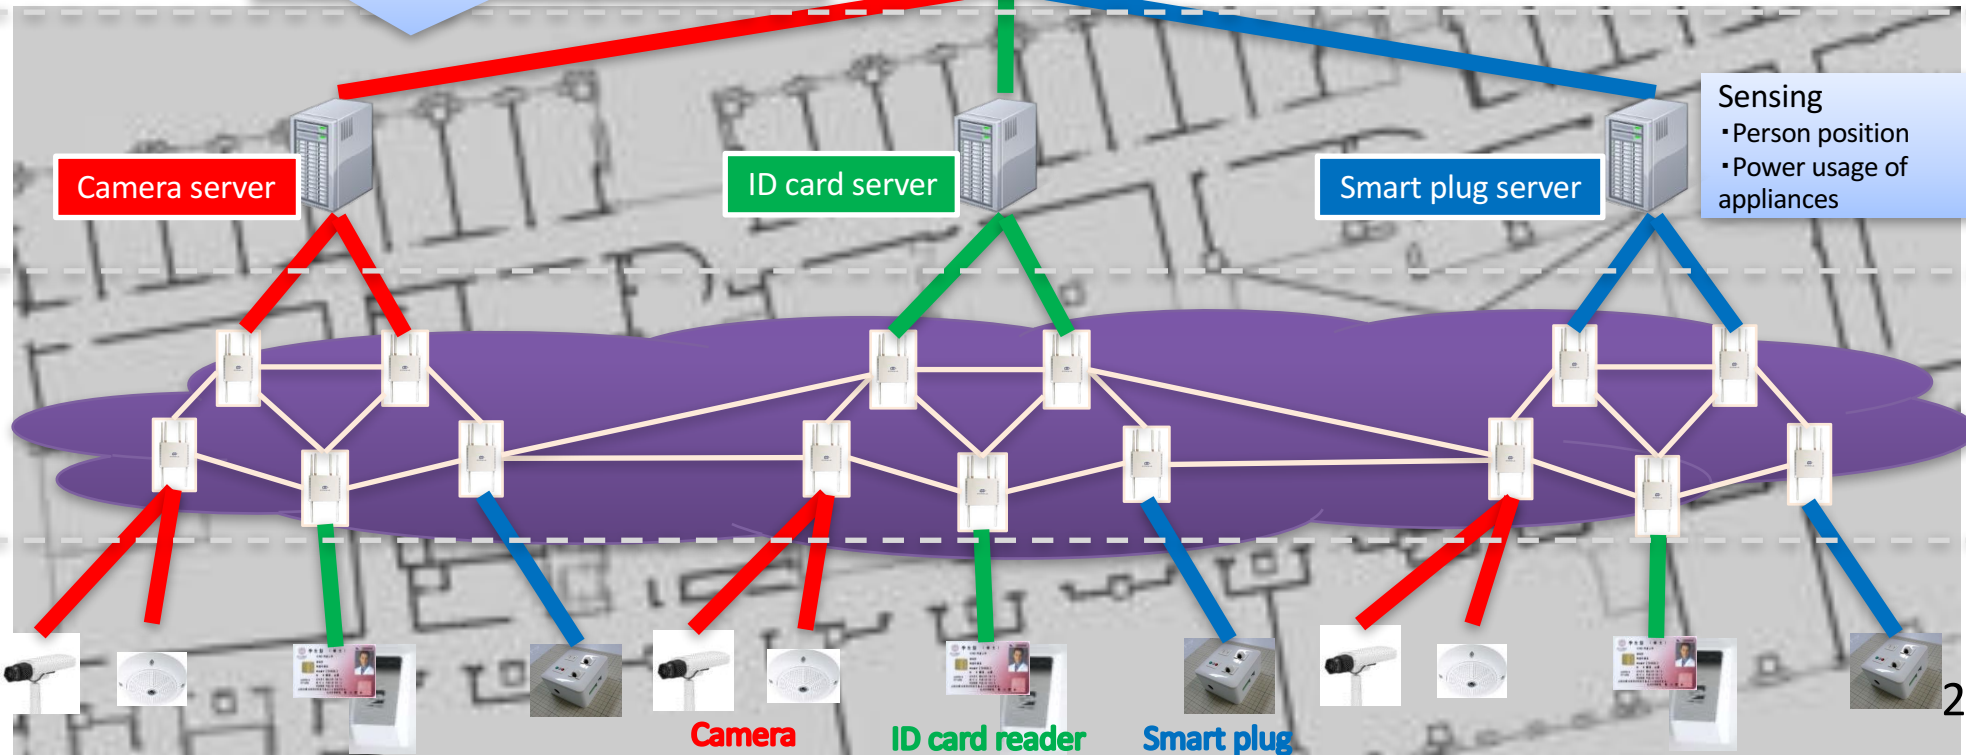 Sensing
・Person position
・Power usage of
appliances
Camera server
ID card server
Smart plug server
Camera
ID card reader
Smart plug
2